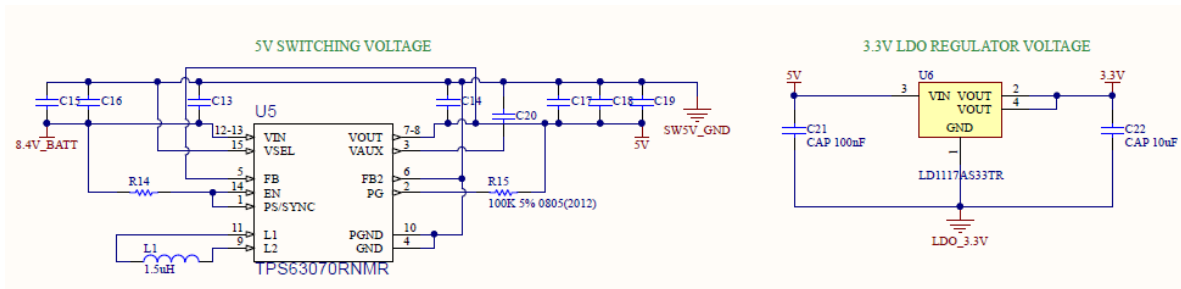 5V SWITCHING VOLTAGE
3.3V LDO REGULATOR VOLTAGE
C15
C16
C13
C14
C20
C17
C18
C19
SW5V_GND
5V
8.4V_BATT
U5
12-13
VIN
VOUT
7-8
15
VSEL
VAUX
3
5
FB
FB2
6
14
EN
PG
2
1
PS/SYNC
11
L1
PGND
10
9
L2
GND
4
TPS63070RNMR
R14
R15
100K 5% 0805(2012)
L1
1.5uH
5V
U6
3.3V
3
VIN VOUT
2
VOUT
4
GND
1
LD1117AS33TR
C21
CAP 100nF
C22
CAP 10uF
LDO_3.3V